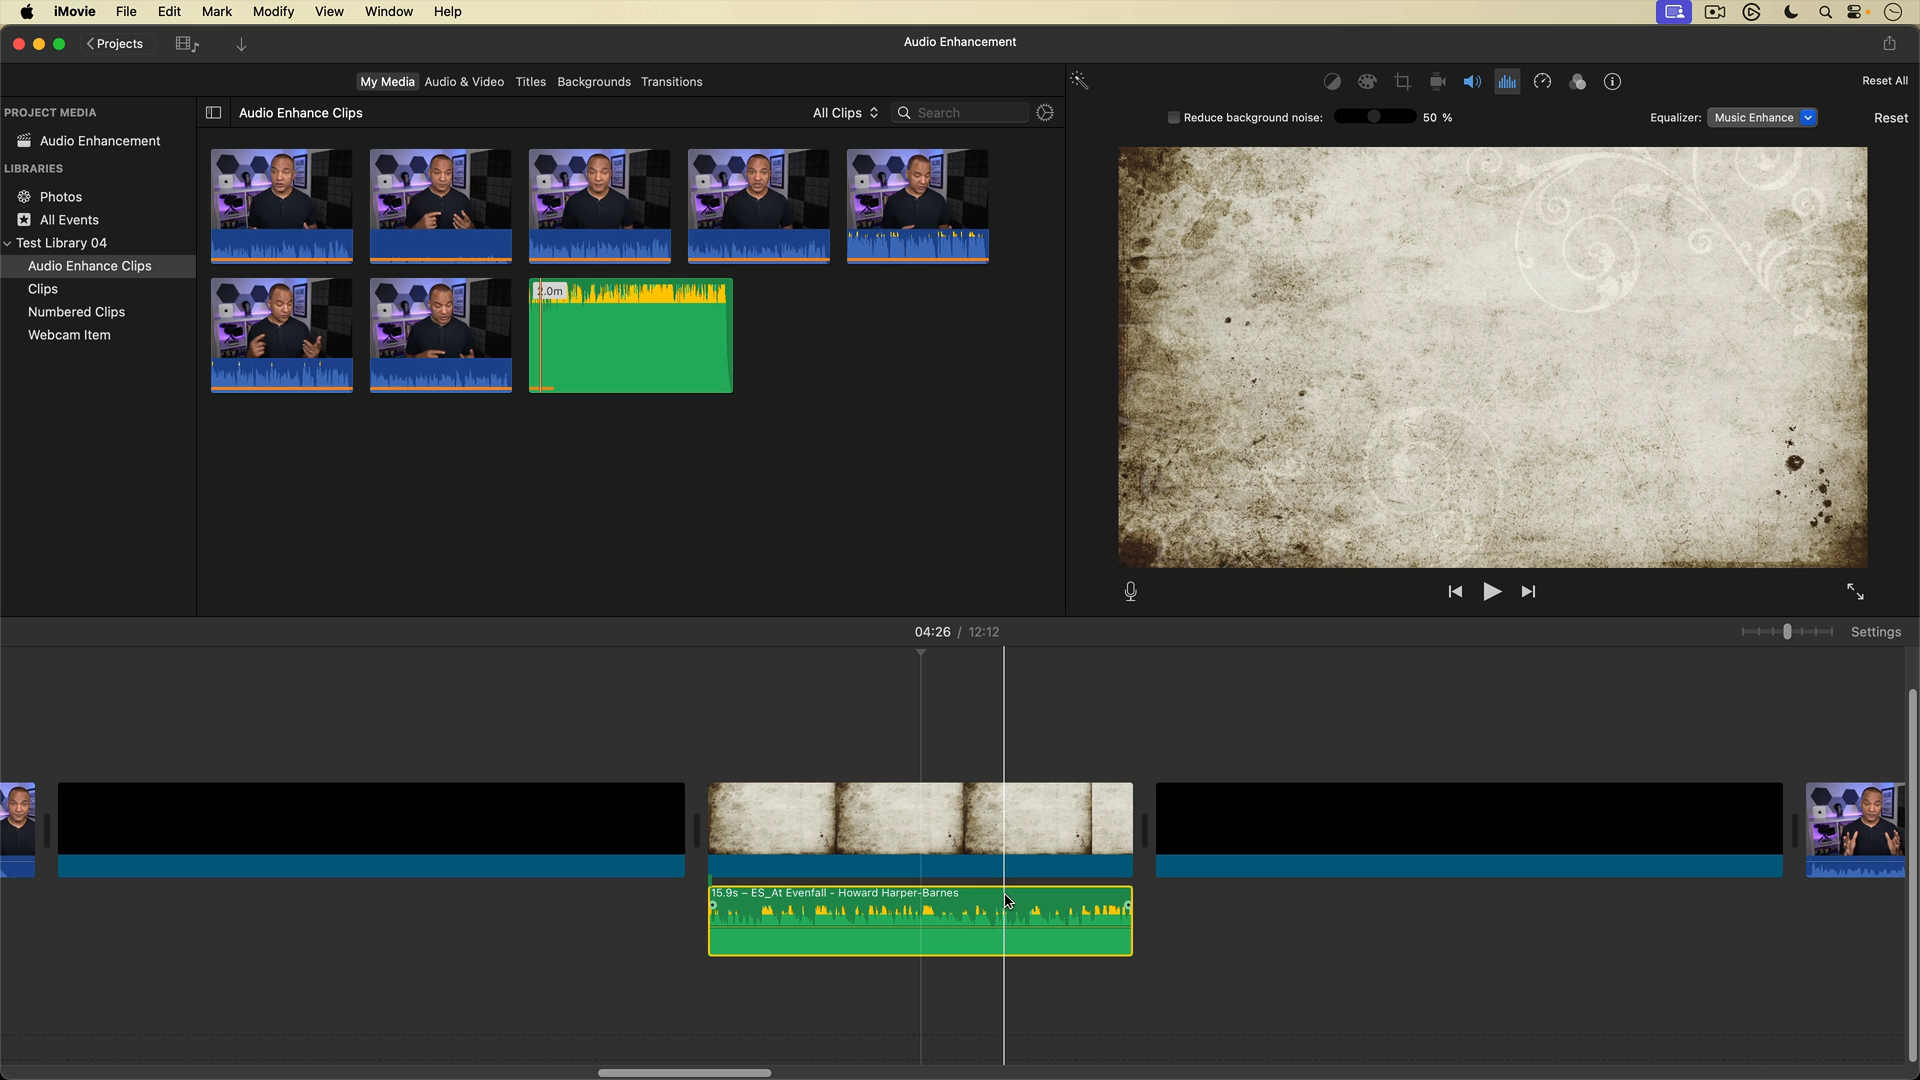 iMovie File Edit Mark Modify View Window Help
Projects
Audio Enhancement
My Media Audio & Video Titles Backgrounds Transitions
Reset All
PROJECT MEDIA
Audio Enhancement
LIBRARIES
Photos
All Events
Test Library 04
Audio Enhance Clips
Clips
Numbered Clips
Webcam Item
Audio Enhance Clips
All Clips
Search
2.0m
Reduce background noise: 50 %
Equalizer: Music Enhance
Reset
04:26 / 12:12
Settings
15.9s – ES_At Evenfall - Howard Harper-Barnes